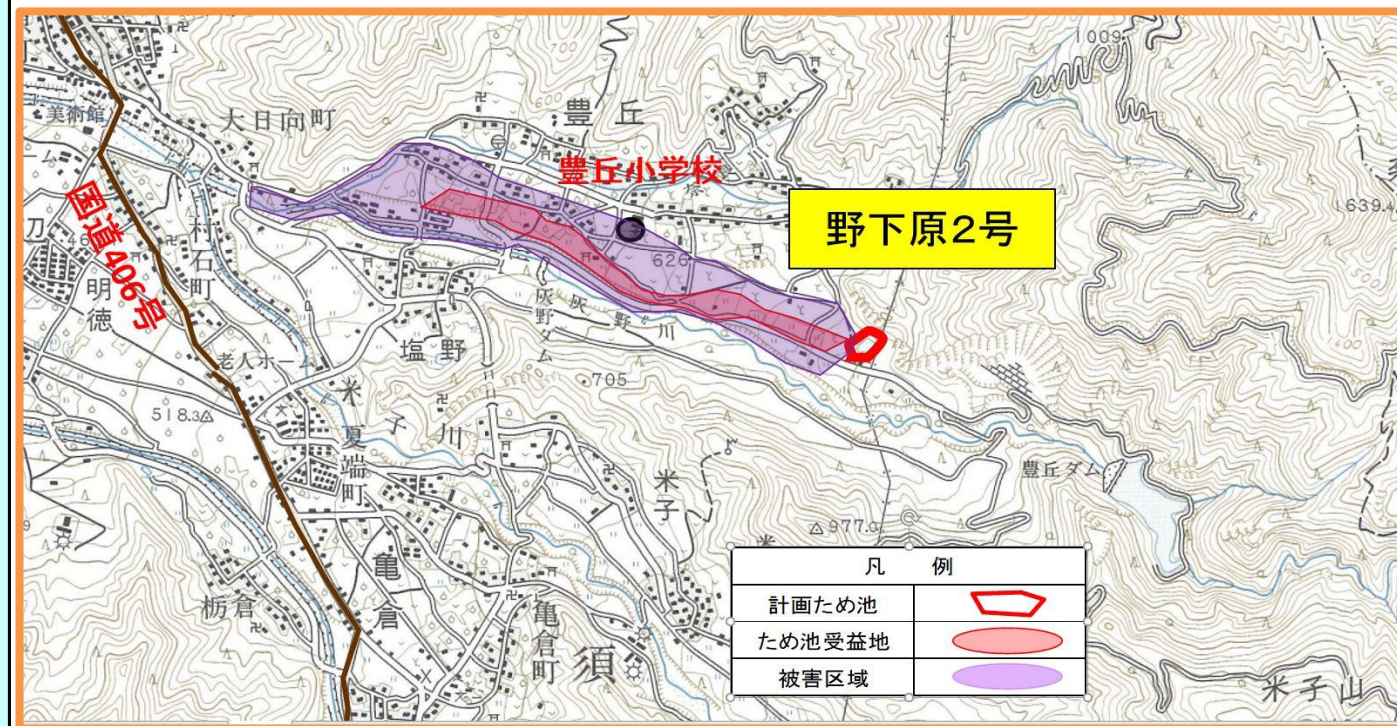 1009
700
豊丘
600
大日向町
美術館
豊丘小学校
野下原2号
639.4
国道406号
村石町
626
明徳
灰野ダム
灰野川
塩野
老人ホーム
705
米子川
518.3
夏端町
米子
豊丘ダム
977.0
凡 例
計画ため池
ため池受益地
被害区域
亀倉
栃倉
亀倉町
須
米子山